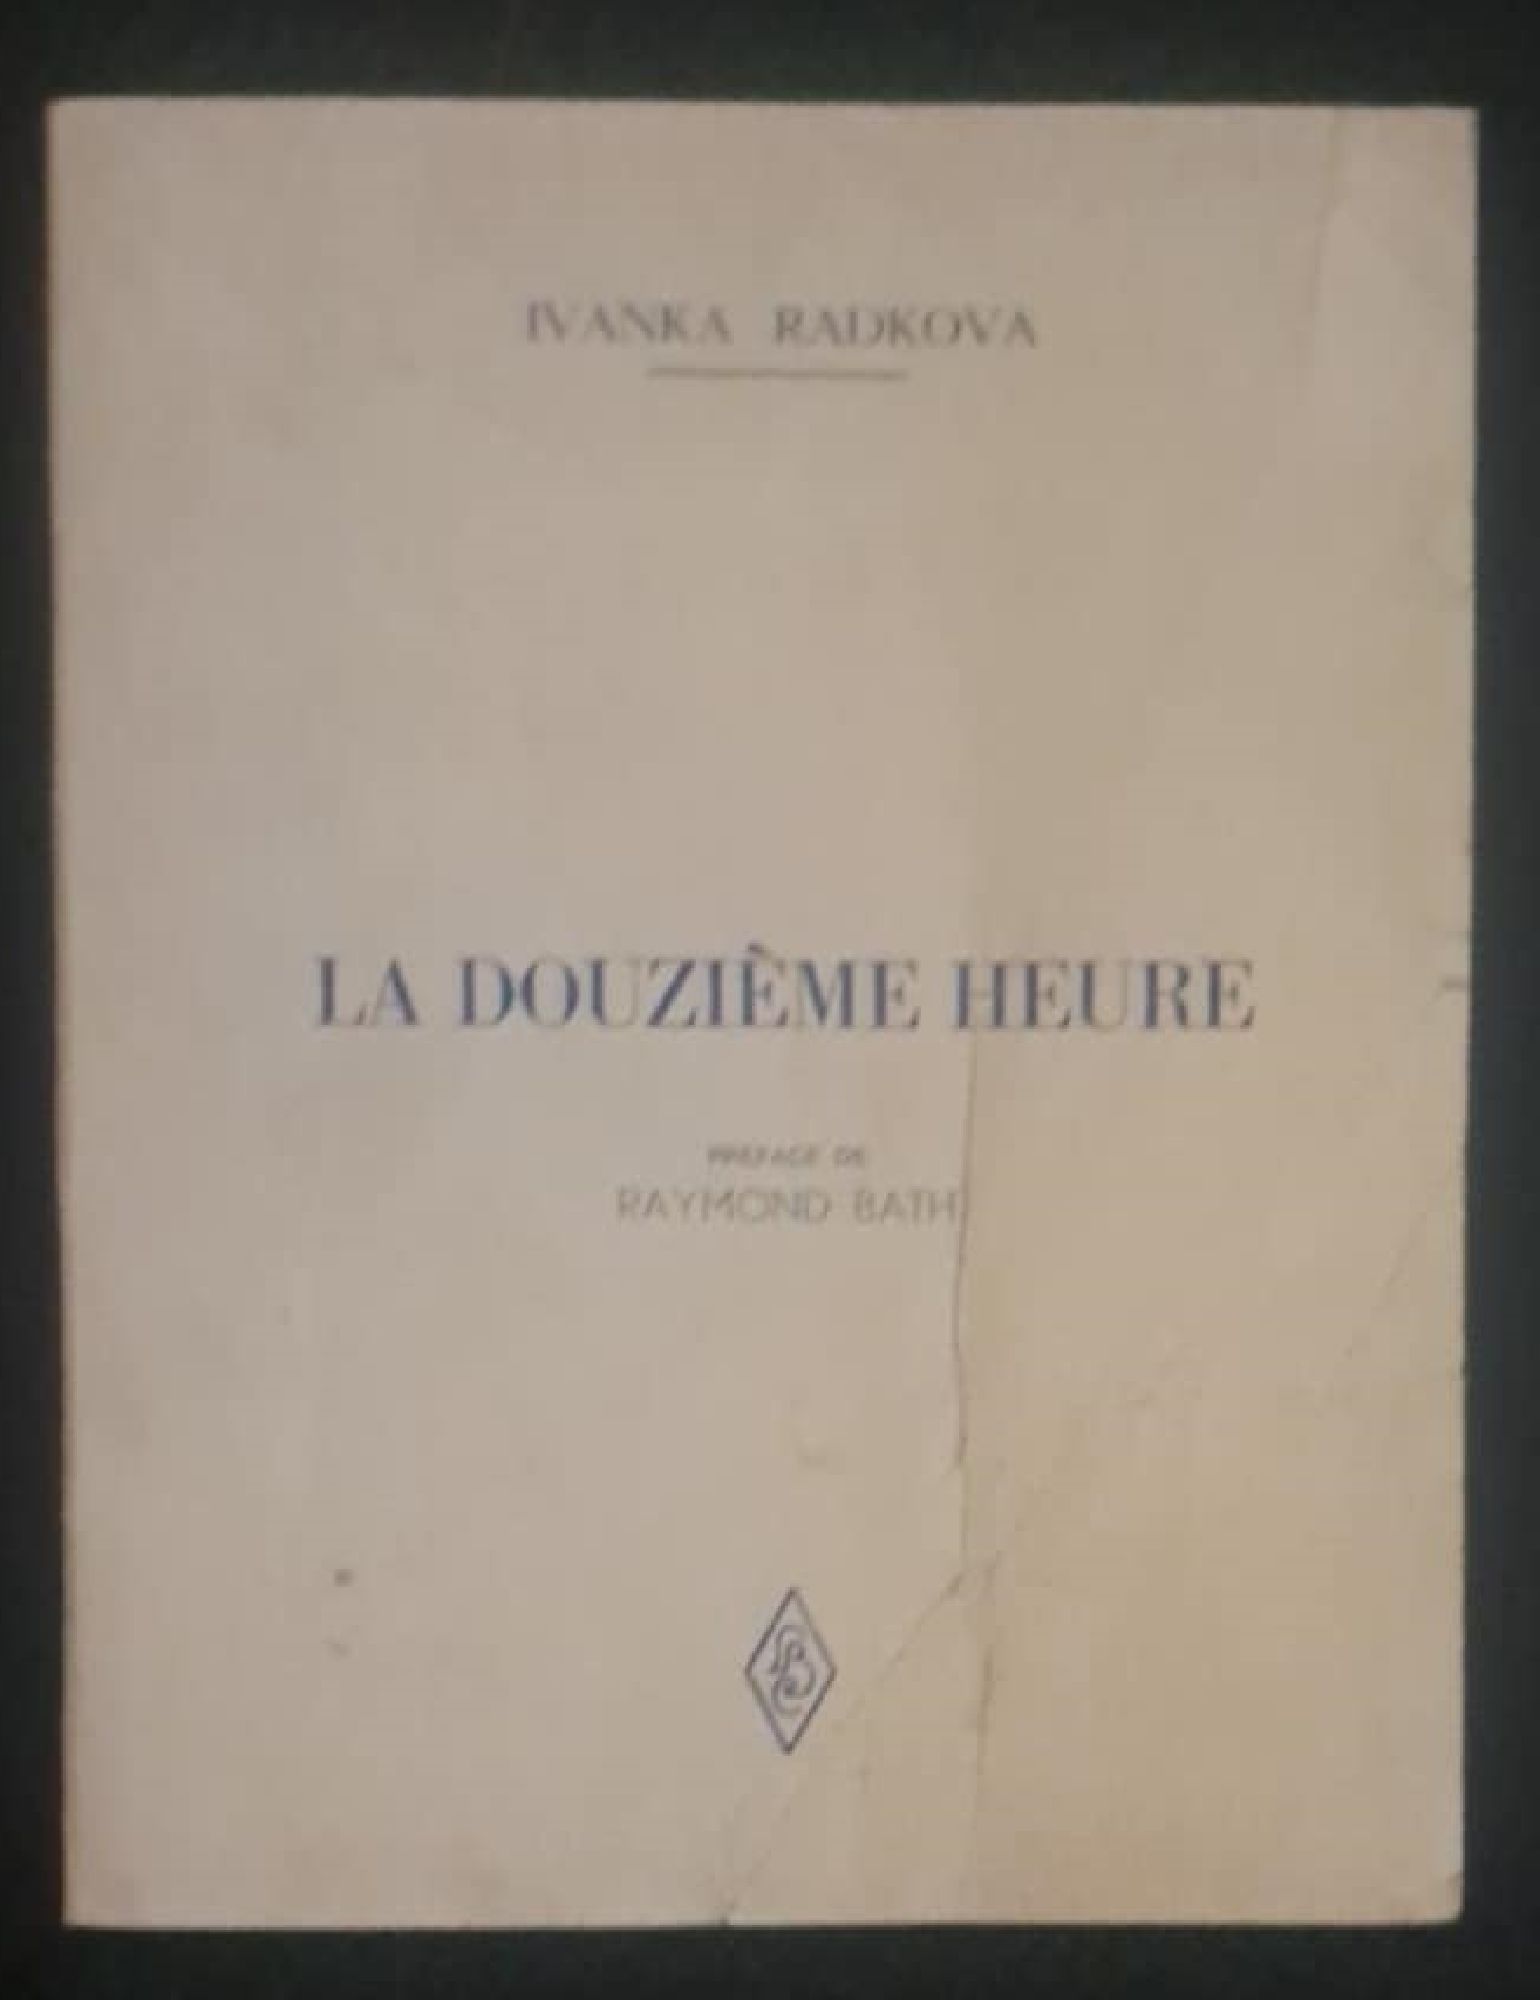 IVANKA RADKOVA
LA DOUZIÈME HEURE
PRÉFACE DE
RAYMOND BATH